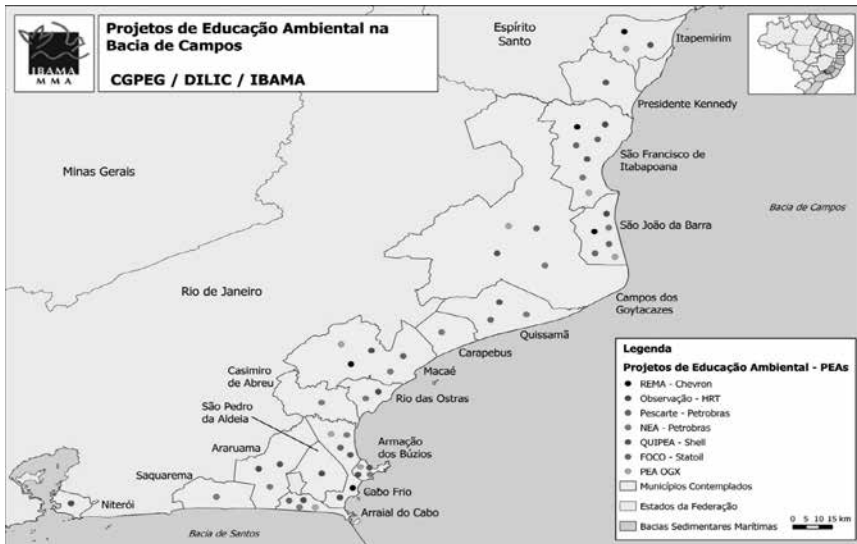 IBAMA
M M A
Projetos de Educação Ambiental na
Bacia de Campos
CGPEG / DILIC / IBAMA
Espírito
Santo
Itapemirim
Presidente Kennedy
Minas Gerais
São Francisco de
Itabapoana
Bacia de Campos
São João da Barra
Rio de Janeiro
Campos dos
Goytacazes
Quissamã
Carapebus
Casimiro
de Abreu
Macaé
Rio das Ostras
São Pedro
da Aldeia
Araruama
Armação
dos Búzios
Saquarema
Cabo Frio
Niterói
Arraial do Cabo
Bacia de Santos
Legenda
Projetos de Educação Ambiental - PEAs
REMA - Chevron
Observação - HRT
Pescarte - Petrobras
NEA - Petrobras
QUIPEA - Shell
FOCO - Statoil
PEA OGX
Municípios Contemplados
Estados da Federação
Bacias Sedimentares Marítimas
0 5 10 15 km